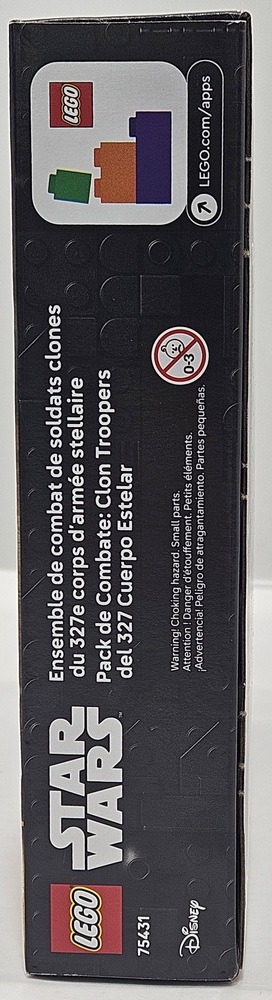 LEGO
STAR
WARS™
75431
Disney
Ensemble de combat de soldats clones
du 327e corps d'armée stellaire
Pack de Combate: Clon Troopers
del 327 Cuerpo Estelar
Warning! Choking hazard. Small parts.
Attention ! Danger d'étouffement. Petits éléments.
¡Advertencia! Peligro de atragantamiento. Partes pequeñas.
0-3
LEGO
LEGO.com/apps